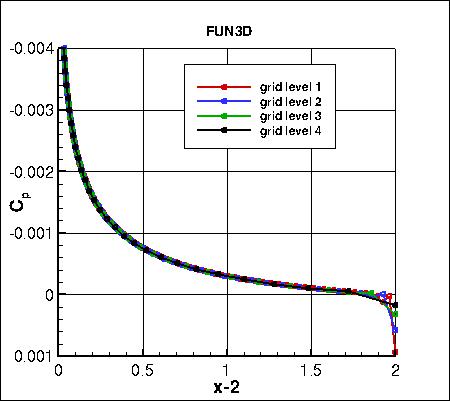 FUN3D
-0.004
grid level 1
grid level 2
grid level 3
grid level 4
-0.003
-0.002
Cp
-0.001
0
0.001
0 0.5 1 1.5 2
x-2